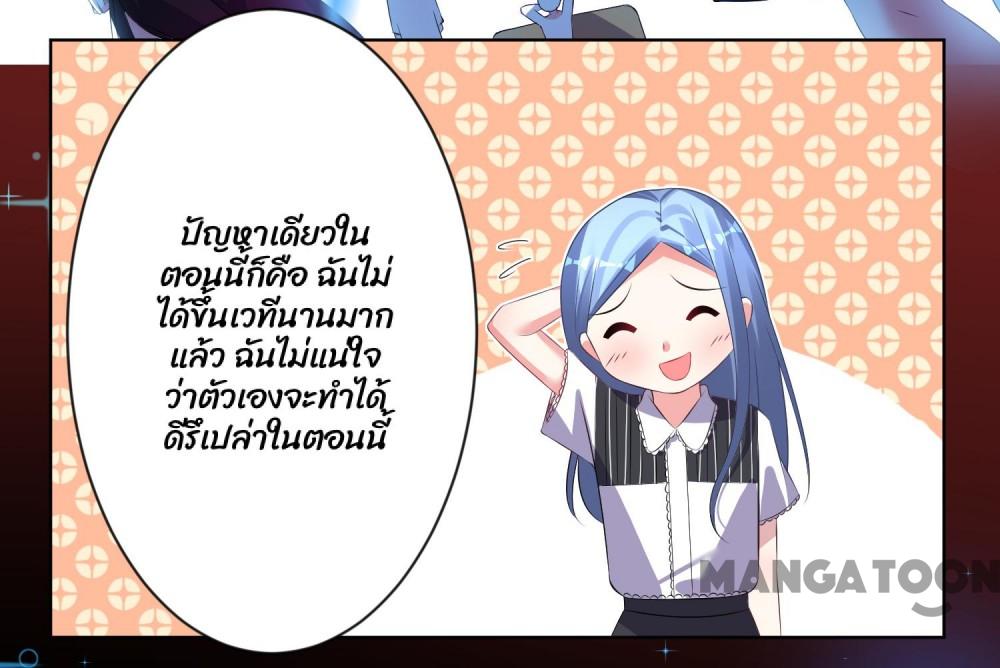 ปัญหาเดียวใน
ตอนนี้ก็คือ ฉันไม่
ได้ขึ้นเวทีนานมาก
แล้ว ฉันไม่แน่ใจ
ว่าตัวเองจะทำได้
ดีรึเปล่าในตอนนี้
MANGATOON